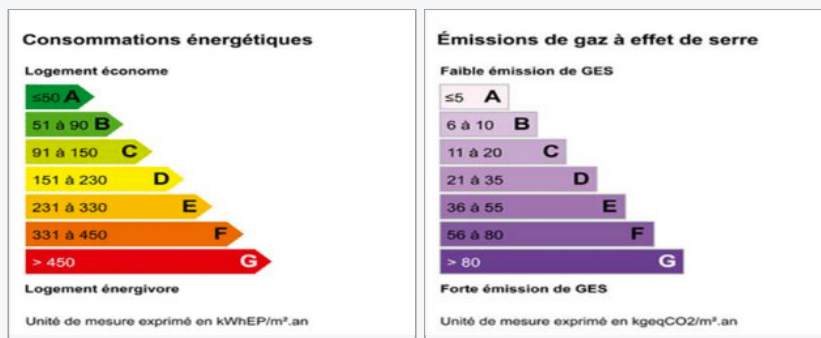 Consommations énergétiques
Logement économe
≤50 A
51 à 90 B
91 à 150 C
151 à 230 D
231 à 330 E
331 à 450 F
> 450 G
Logement énergivore
Unité de mesure exprimé en kWhEP/m².an
Émissions de gaz à effet de serre
Faible émission de GES
≤5 A
6 à 10 B
11 à 20 C
21 à 35 D
36 à 55 E
56 à 80 F
> 80 G
Forte émission de GES
Unité de mesure exprimé en kgeqCO2/m².an